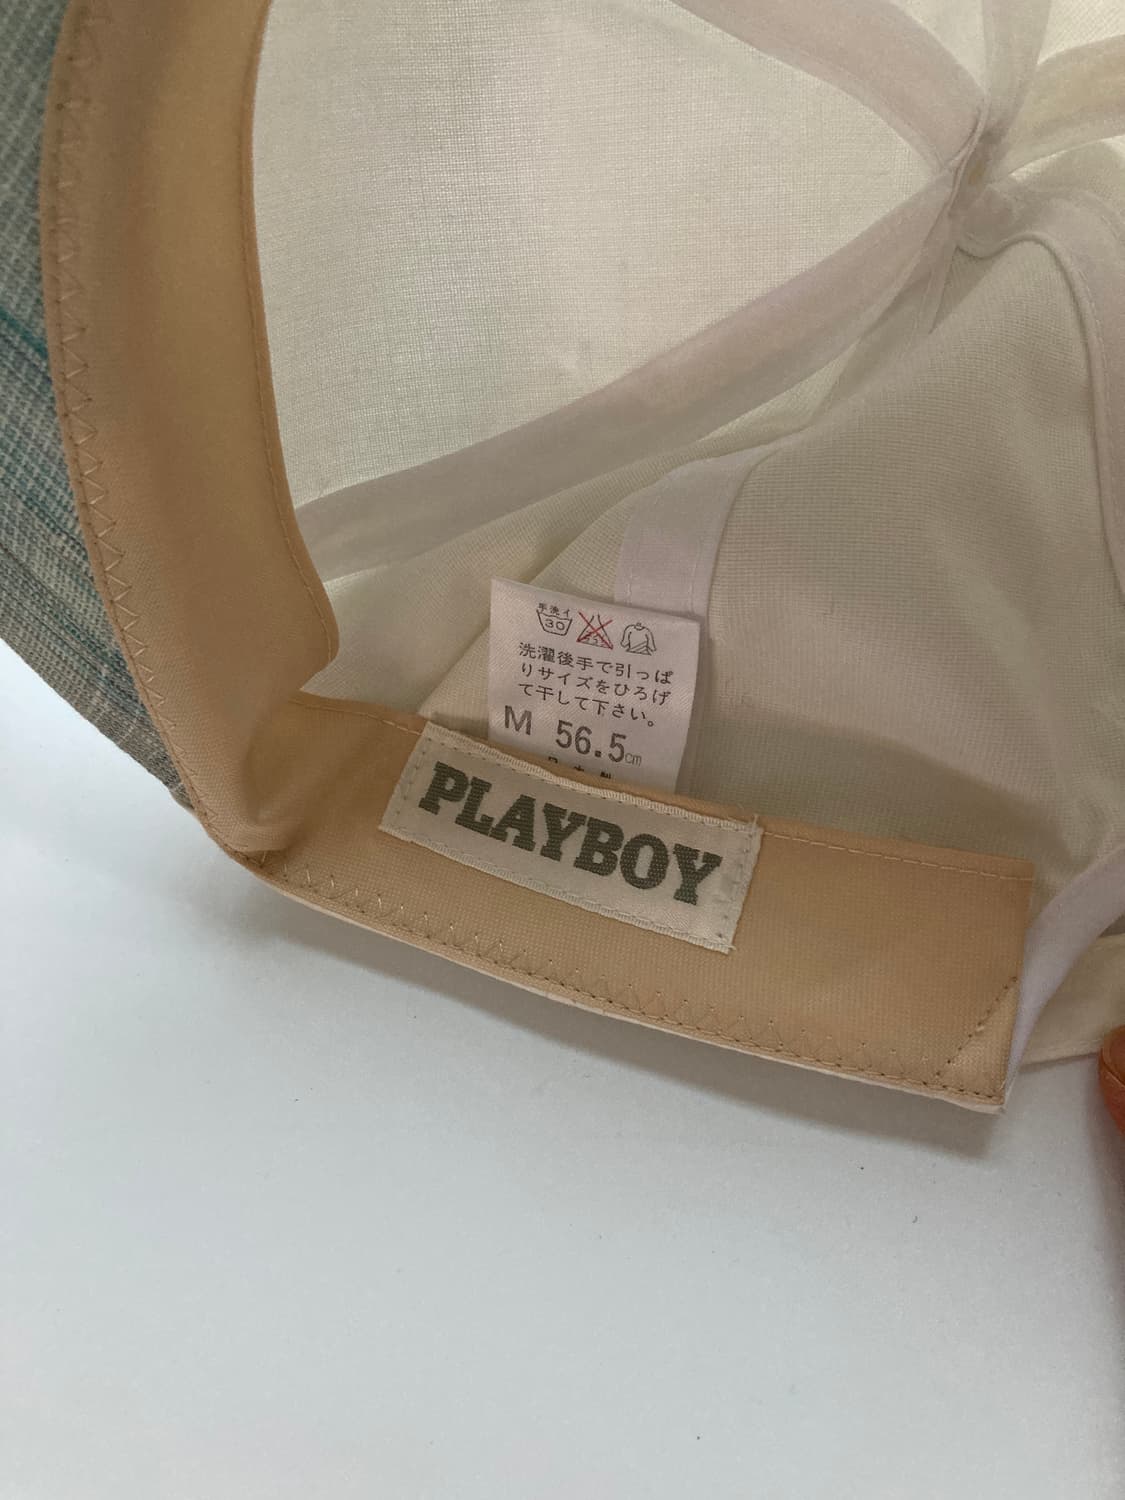 手洗イ
30
洗濯後手で引っぱ
りサイズをひろげ
て干して下さい。
M 56.5cm
PLAYBOY